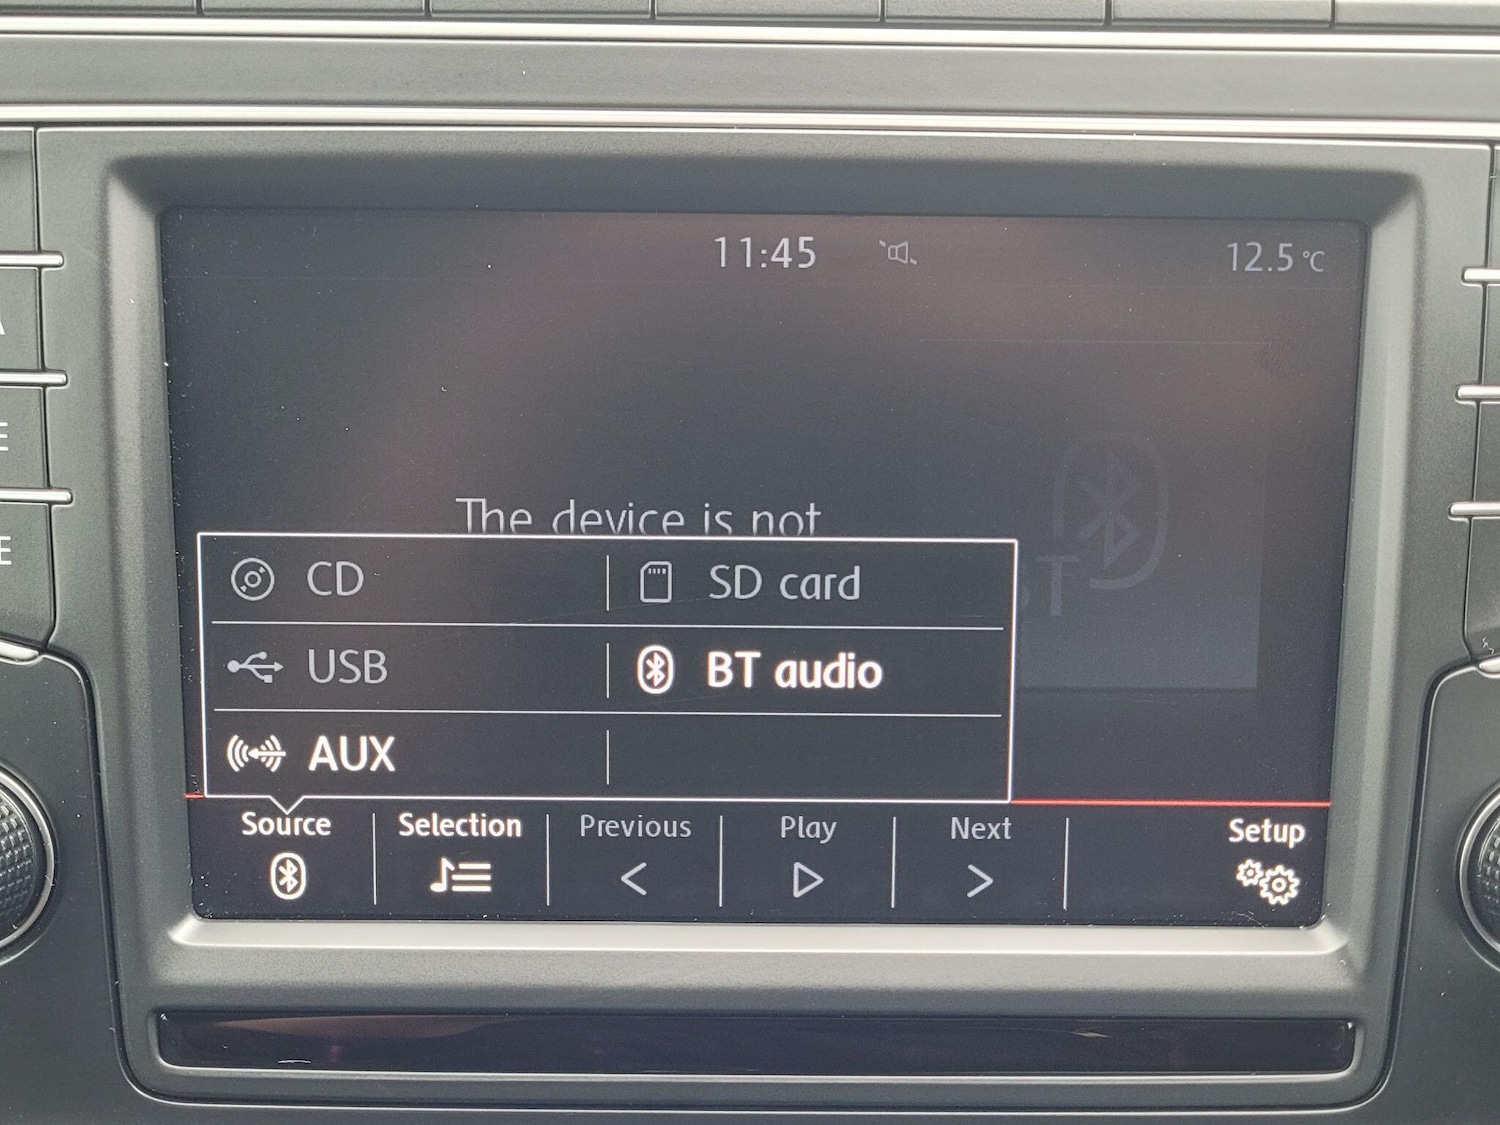 11:45
12.5 °C
The device is not
CD
SD card
USB
BT audio
AUX
Source
Selection
Previous
Play
Next
Setup